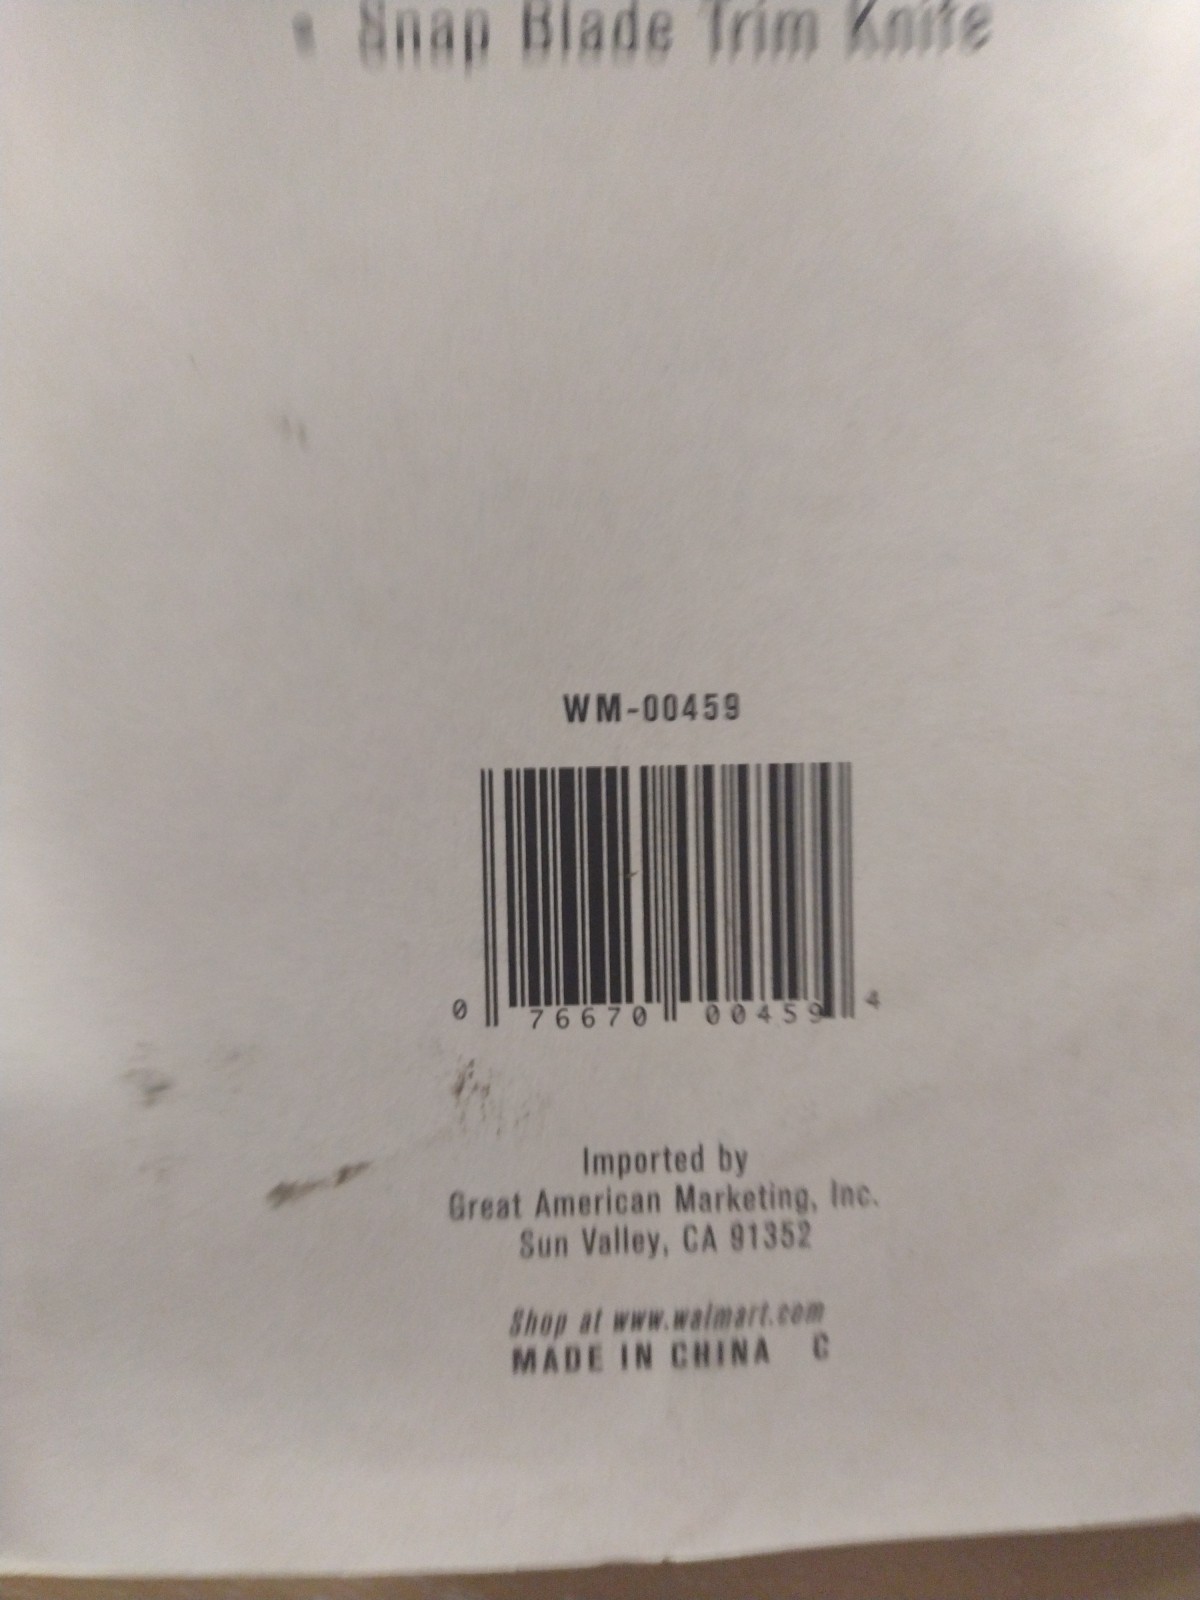 • Snap Blade Trim Knife
WM-00459
0 76670 00459 4
Imported by
Great American Marketing, Inc.
Sun Valley, CA 91352
Shop at www.walmart.com
MADE IN CHINA C